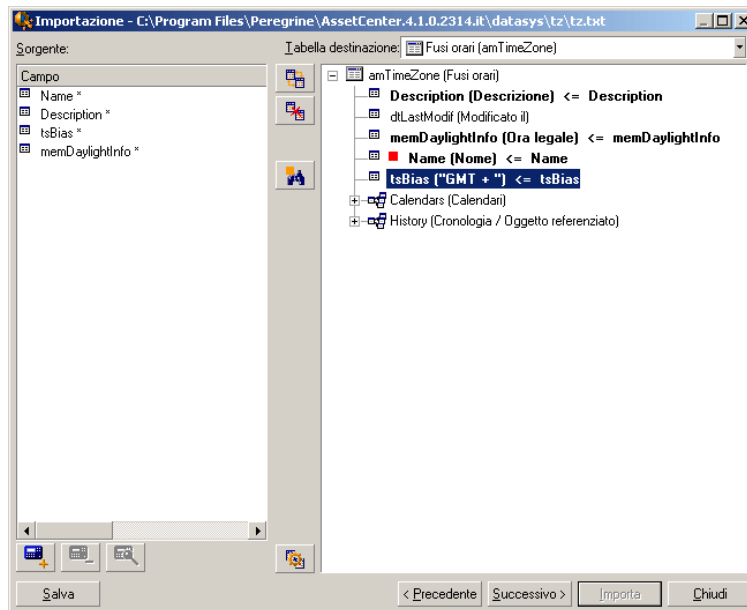 Importazione - C:\Program Files\Peregrine\AssetCenter.4.1.0.2314.it\datasys\tz\tz.txt
Sorgente:
Tabella destinazione: Fusi orari (amTimeZone)
Campo
Name *
Description *
tsBias *
memDaylightInfo *
amTimeZone (Fusi orari)
Description (Descrizione) <= Description
dtLastModif (Modificato il)
memDaylightInfo (Ora legale) <= memDaylightInfo
Name (Nome) <= Name
tsBias ("GMT + ") <= tsBias
Calendars (Calendari)
History (Cronologia / Oggetto referenziato)
Salva
< Precedente
Successivo >
Importa
Chiudi